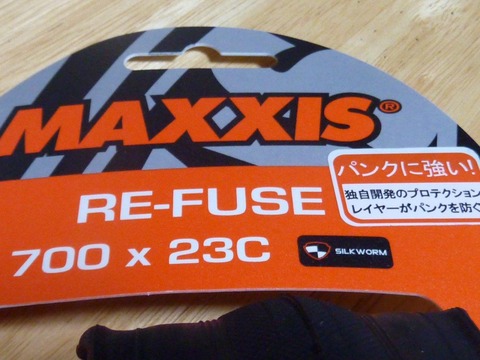 MAXXIS®
パンクに強い!
独自開発のプロテクション
レイヤーがパンクを防ぐ
RE-FUSE
700 x 23C
SILKWORM